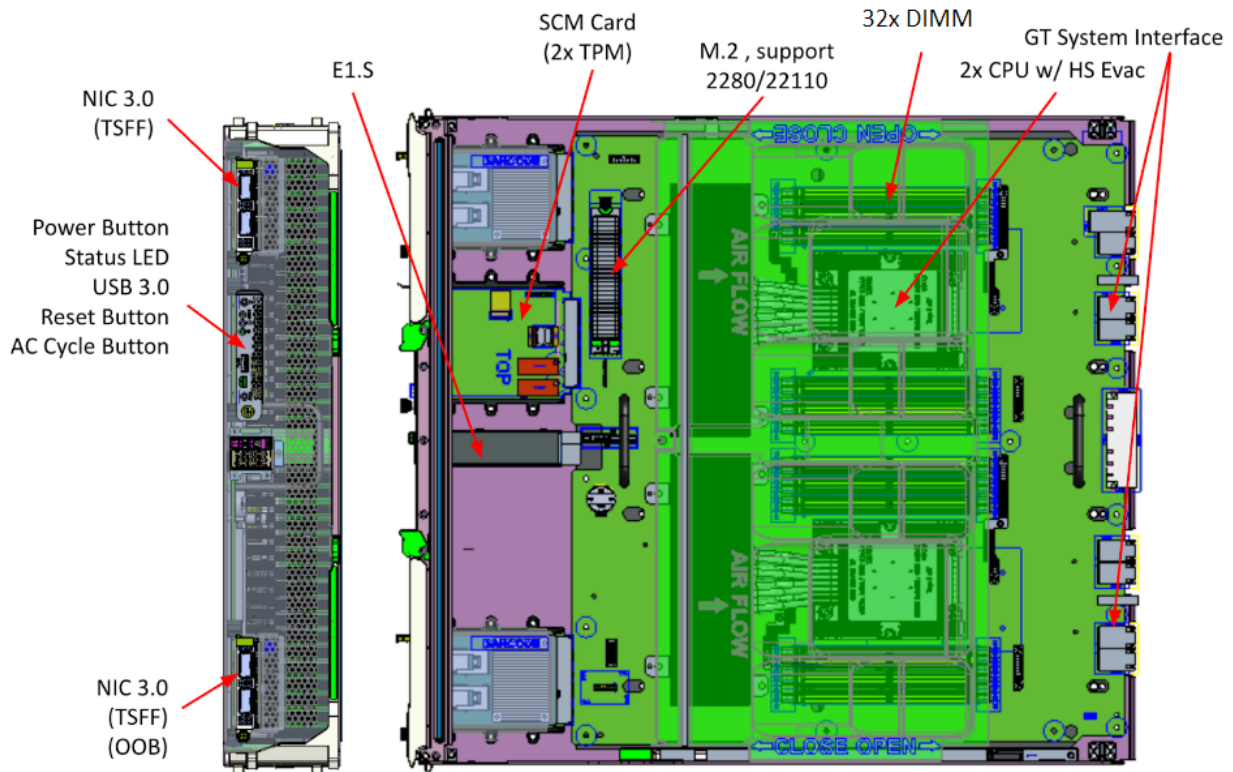 SCM Card
(2x TPM)
32x DIMM
GT System Interface
M.2 , support
2280/22110
2x CPU w/ HS Evac
E1.S
NIC 3.0
(TSFF)
Power Button
Status LED
USB 3.0
Reset Button
AC Cycle Button
NIC 3.0
(TSFF)
(OOB)
OPEN CLOSE
BARCODE
AIR FLOW
TOP
AIR FLOW
BARCODE
CLOSE OPEN